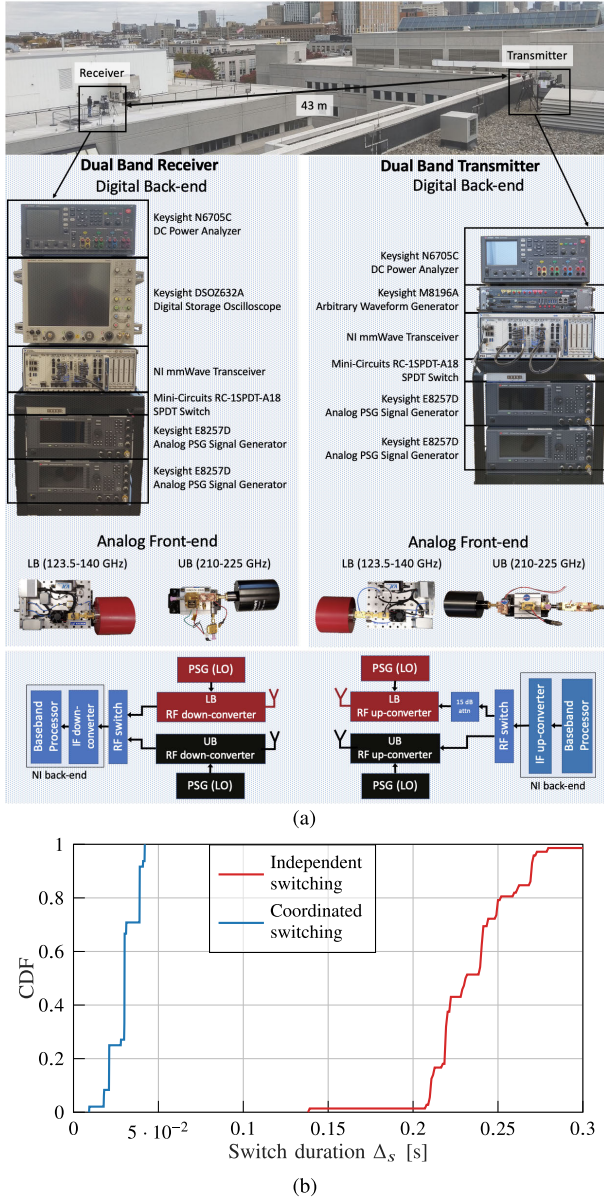 Receiver
Transmitter
43 m
Dual Band Receiver
Digital Back-end
Keysight N6705C
DC Power Analyzer
Keysight DSOZ632A
Digital Storage Oscilloscope
NI mmWave Transceiver
Mini-Circuits RC-1SPDT-A18
SPDT Switch
Keysight E8257D
Analog PSG Signal Generator
Keysight E8257D
Analog PSG Signal Generator
Dual Band Transmitter
Digital Back-end
Keysight N6705C
DC Power Analyzer
Keysight M8196A
Arbitrary Waveform Generator
NI mmWave Transceiver
Mini-Circuits RC-1SPDT-A18
SPDT Switch
Keysight E8257D
Analog PSG Signal Generator
Keysight E8257D
Analog PSG Signal Generator
Analog Front-end
LB (123.5-140 GHz)
UB (210-225 GHz)
Analog Front-end
LB (123.5-140 GHz)
UB (210-225 GHz)
PSG (LO)
LB
RF down-converter
UB
RF down-converter
PSG (LO)
RF switch
IF down-
converter
Baseband
Processor
NI back-end
PSG (LO)
LB
RF up-converter
15 dB
attn
UB
RF up-converter
PSG (LO)
RF switch
IF up-converter
Baseband
Processor
NI back-end
(a)
1
0.8
0.6
0.4
0.2
0
CDF
Independent
switching
Coordinated
switching
0
5 · 10⁻²
0.1
0.15
0.2
0.25
0.3
Switch duration Δₛ [s]
(b)